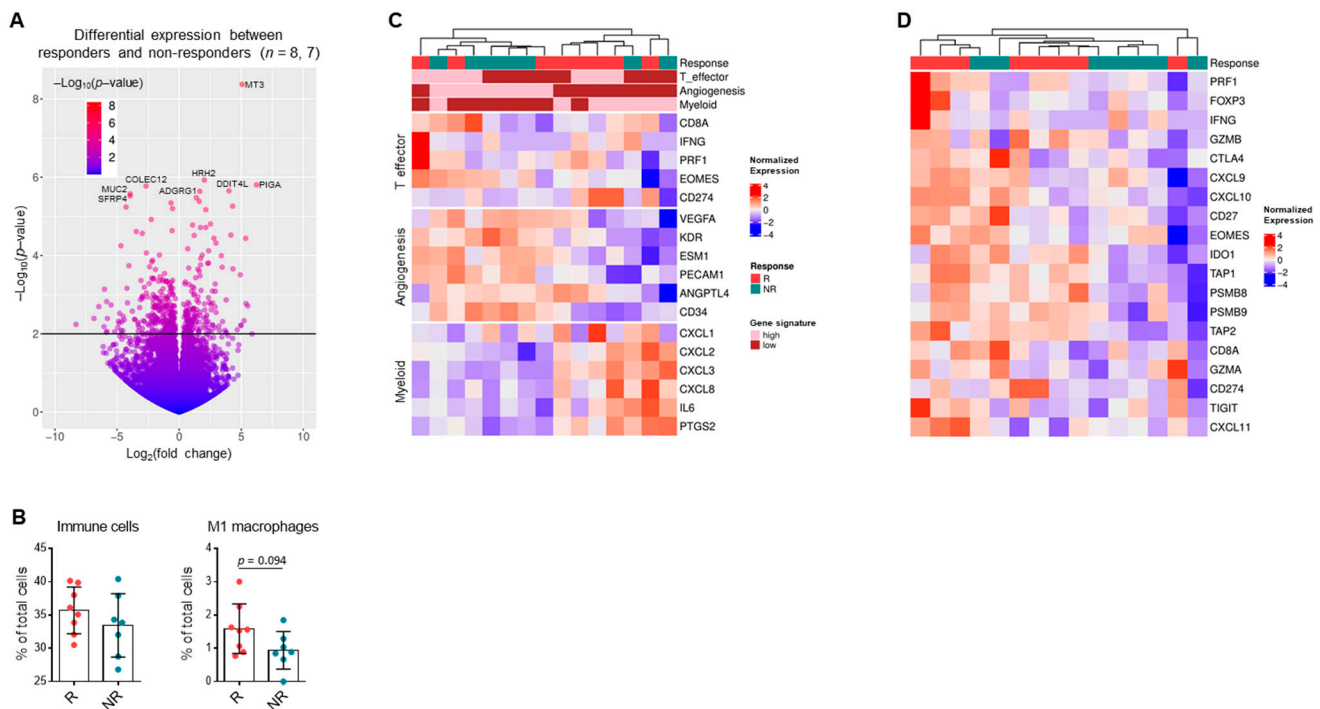 A
Differential expression between
responders and non-responders (n = 8, 7)
−Log10(p−value)
8
6
4
2
MT3
HRH2
COLEC12
DDIT4L
PIGA
MUC2
ADGRG1
SFRP4
−Log10(p−value)
8
6
4
2
0
−10
−5
0
5
10
Log2(fold change)
B
Immune cells
% of total cells
45
40
35
30
25
R
NR
M1 macrophages
p = 0.094
% of total cells
4
3
2
1
0
R
NR
C
Response
T_effector
Angiogenesis
Myeloid
T effector
CD8A
IFNG
PRF1
EOMES
CD274
Angiogenesis
VEGFA
KDR
ESM1
PECAM1
ANGPTL4
CD34
Myeloid
CXCL1
CXCL2
CXCL3
CXCL8
IL6
PTGS2
Normalized
Expression
4
2
0
−2
−4
Response
R
NR
Gene signature
high
low
D
Response
PRF1
FOXP3
IFNG
GZMB
CTLA4
CXCL9
CXCL10
CD27
EOMES
IDO1
TAP1
PSMB8
PSMB9
TAP2
CD8A
GZMA
CD274
TIGIT
CXCL11
Normalized
Expression
4
2
0
−2
−4